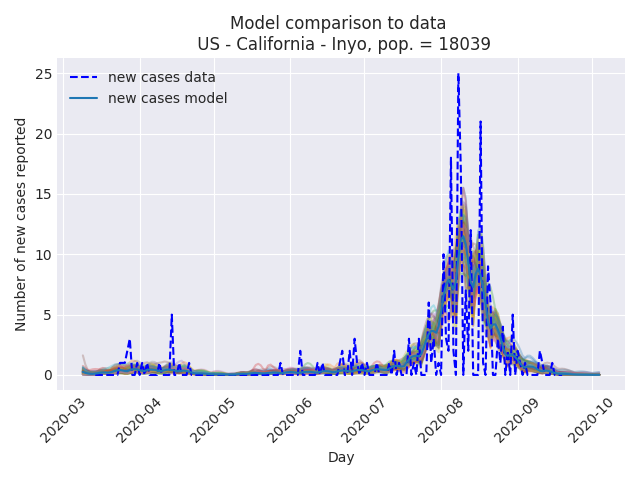 Model comparison to data
US - California - Inyo, pop. = 18039
new cases data
new cases model
Number of new cases reported
25
20
15
10
5
0
2020-03
2020-04
2020-05
2020-06
2020-07
2020-08
2020-09
2020-10
Day